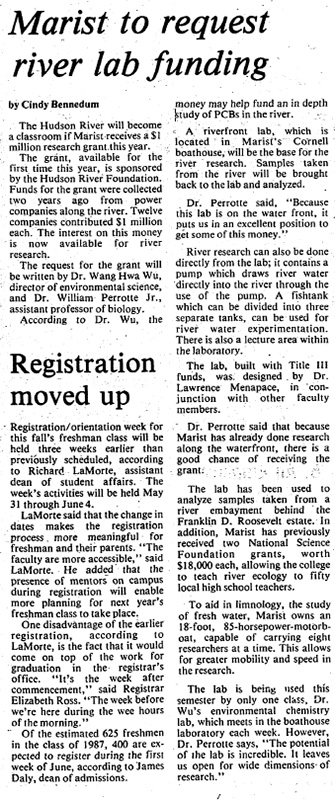 Marist to request
river lab funding
by Cindy Bennedum
The Hudson River will become
a classroom if Marist receives a $1
million research grant this year.
The grant, available for the
first time this year, is sponsored
by the Hudson River Foundation.
Funds for the grant were collected
two years ago from power
companies along the river. Twelve
companies contributed $1 million
each. The interest on this money
is now available for river
research.
The request for the grant will
be written by Dr. Wang Hwa Wu,
director of environmental science,
and Dr. William Perrotte Jr.,
assistant professor of biology.
According to Dr. Wu, the
money may help fund an in depth
study of PCBs in the river.
A riverfront lab, which is
located in Marist's Cornell
boathouse, will be the base for the
river research. Samples taken
from the river will be brought
back to the lab and analyzed.
Dr. Perrotte said, "Because
this lab is on the water front, it
puts us in an excellent position to
get some of this money."
River research can also be done
directly from the lab; it contains a
pump which draws river water
directly into the river through the
use of the pump. A fishtank
which can be divided into three
separate tanks, can be used for
river water experimentation.
There is also a lecture area within
the laboratory.
The lab, built with Title III
funds, was designed by Dr.
Lawrence Menapace, in con-
junction with other faculty
members.
Dr. Perrotte said that because
Marist has already done research
along the waterfront, there is a
good chance of receiving the
grant.
The lab has been used to
analyze samples taken from a
river embayment behind the
Franklin D. Roosevelt estate. In
addition, Marist has previously
received two National Science
Foundation grants, worth
$18,000 each, allowing the college
to teach river ecology to fifty
local high school teachers.
To aid in limnology, the study
of fresh water, Marist owns an
18-foot, 85-horsepower-motorb-
oat, capable of carrying eight
researchers at a time. This allows
for greater mobility and speed in
the research.
The lab is being used this
semester by only one class, Dr.
Wu's environmental chemistry
lab, which meets in the boathouse
laboratory each week. However,
Dr. Perrotte says, "The potential
of the lab is incredible. It leaves
us open for wide dimensions of
research."
Registration
moved up
Registration/orientation week for
this fall's freshman class will be
held three weeks earlier than
previously scheduled, according
to Richard LaMorte, assistant
dean of student affairs. The
week's activities will be held May
31 through June 4.
LaMorte said that the change in
dates makes the registration
process more meaningful for
freshman and their parents. "The
faculty are more accessible," said
LaMorte. He added that the
presence of mentors on campus
during registration will enable
more planning for next year's
freshman class to take place.
One disadvantage of the earlier
registration, according to
LaMorte, is the fact that it would
come on top of the work for
graduation in the registrar's
office. "It's the week after
commencement," said Registrar
Elizabeth Ross. "The week before
we're here during the wee hours
of the morning."
Of the estimated 625 freshmen
in the class of 1987, 400 are ex-
pected to register during the first
week of June, according to James
Daly, dean of admissions.